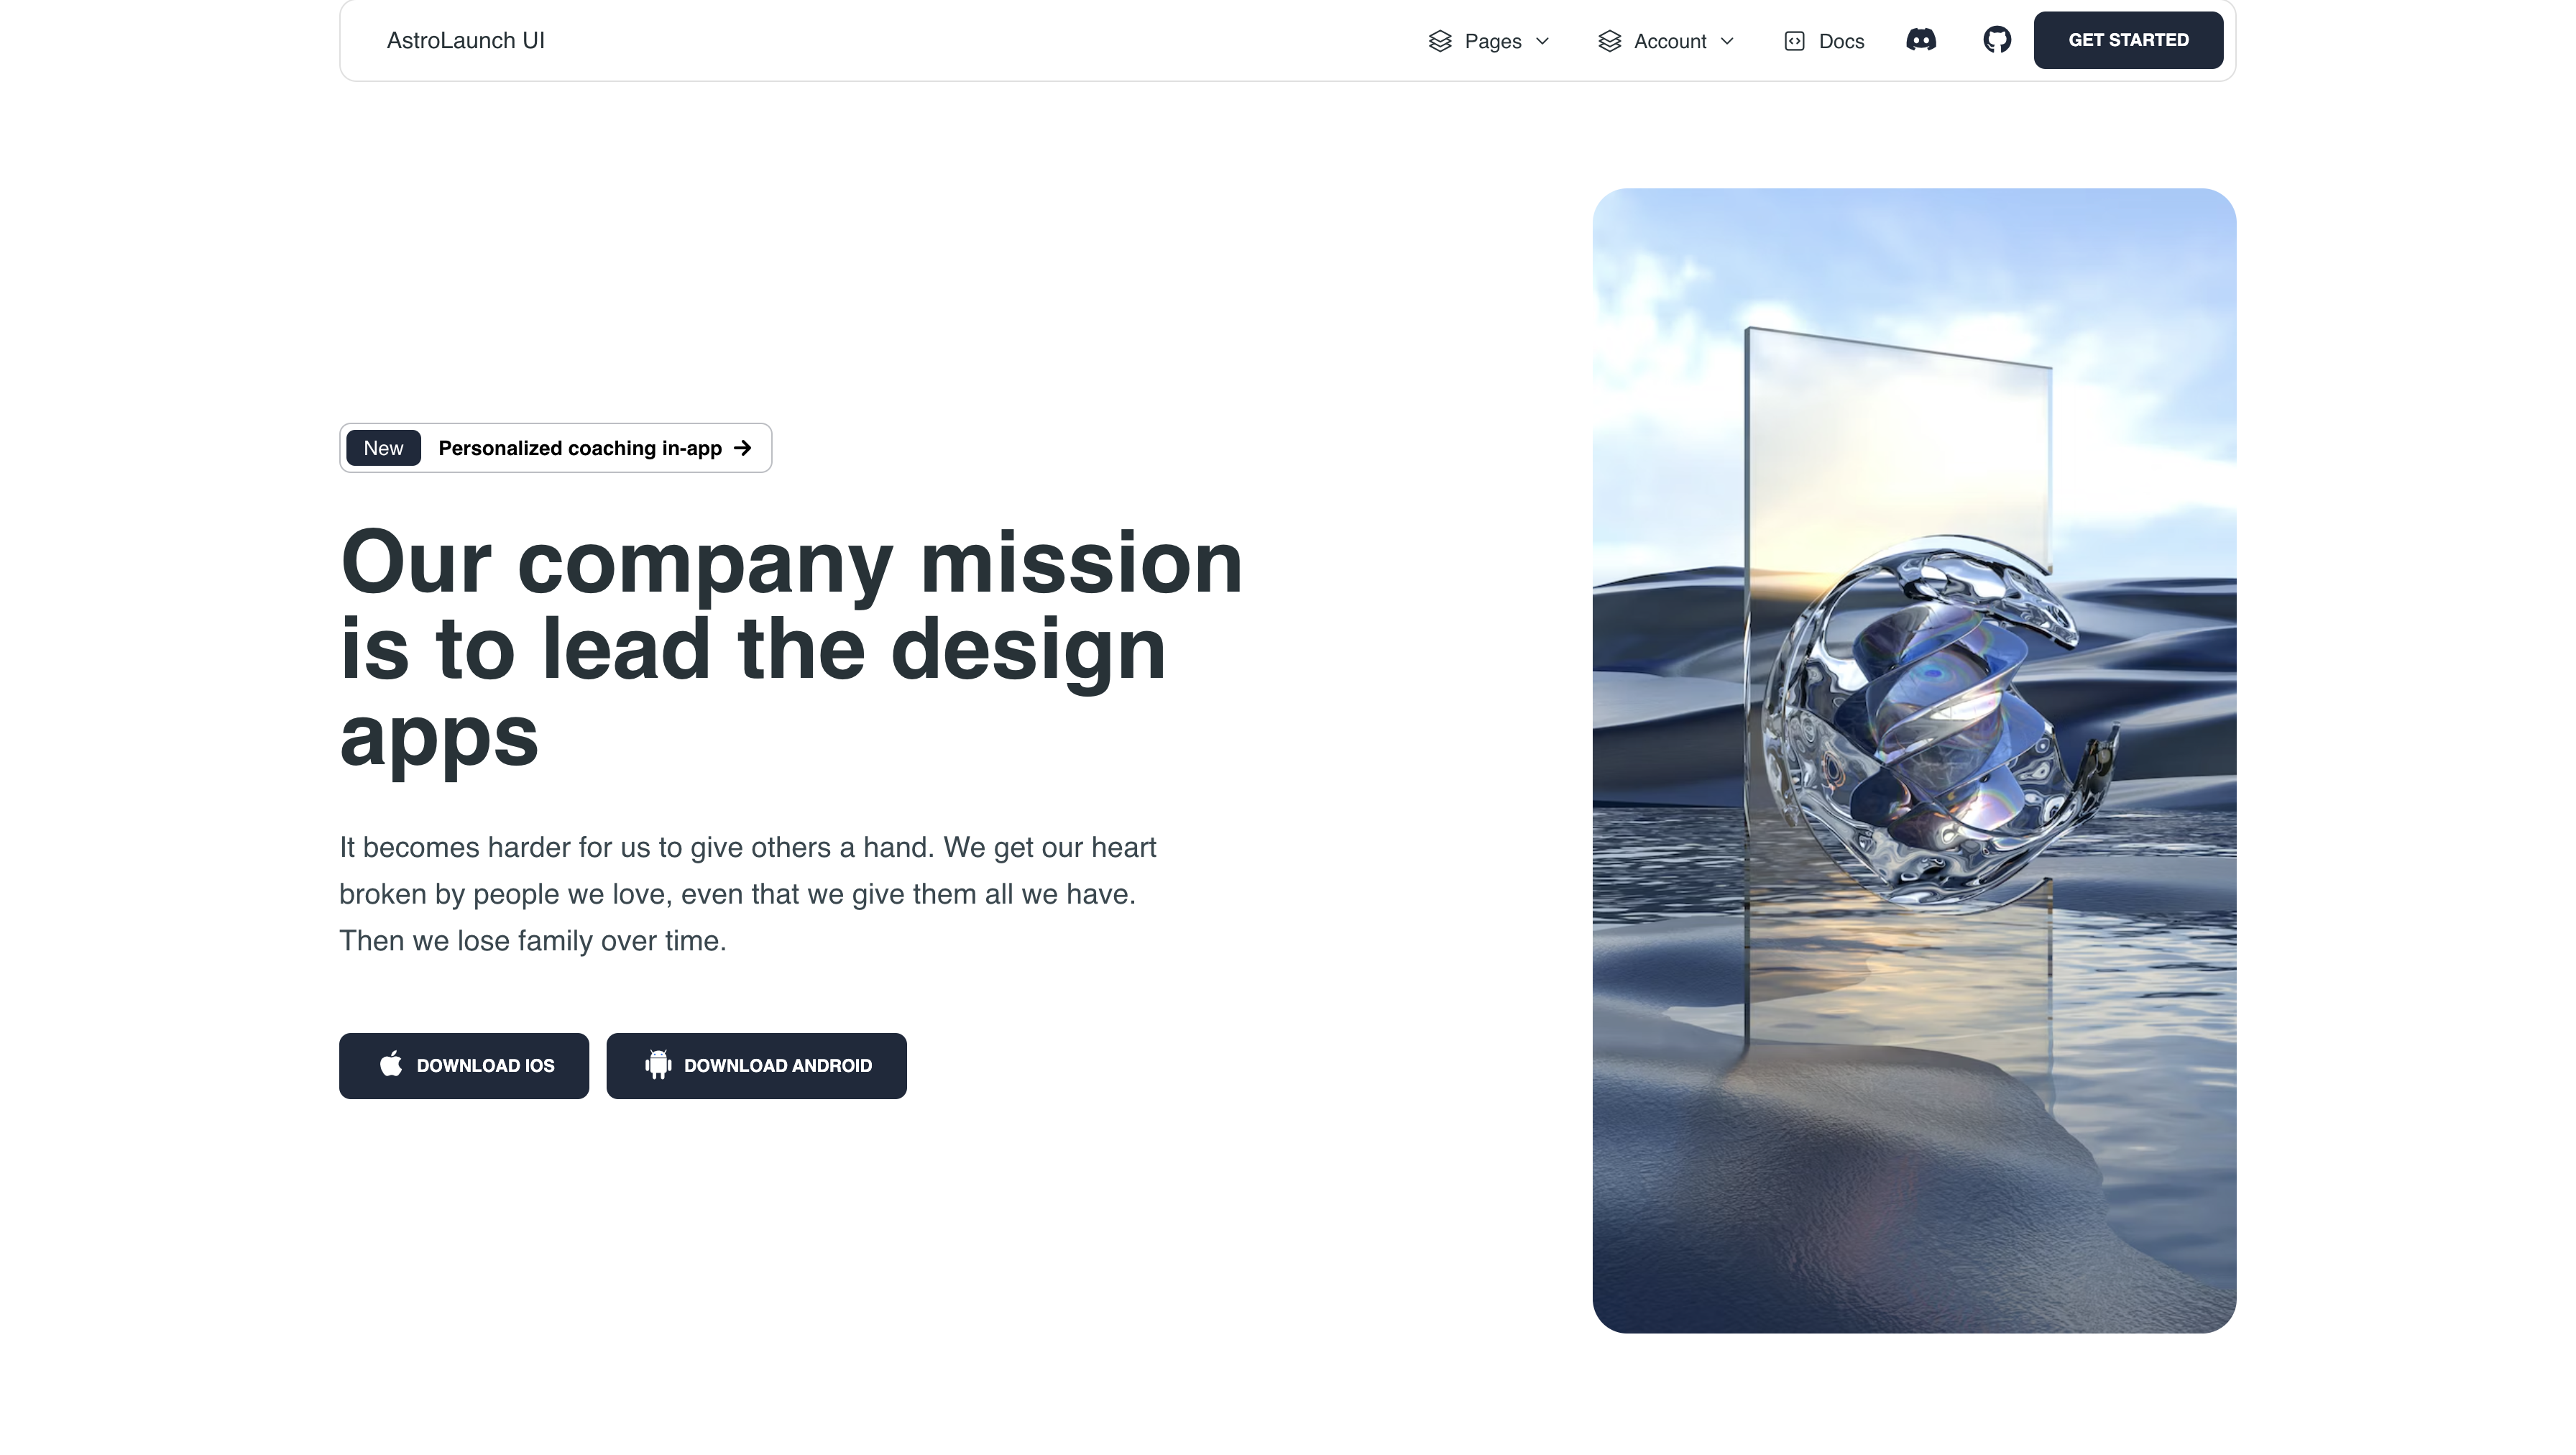 AstroLaunch UI
Pages
Account
Docs
GET STARTED
New
Personalized coaching in-app →
Our company mission
is to lead the design
apps
It becomes harder for us to give others a hand. We get our heart
broken by people we love, even that we give them all we have.
Then we lose family over time.
DOWNLOAD IOS
DOWNLOAD ANDROID